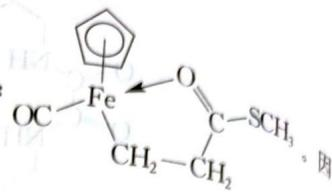 O
OC Fe
C SCH₃
CH₂ CH₂ 。